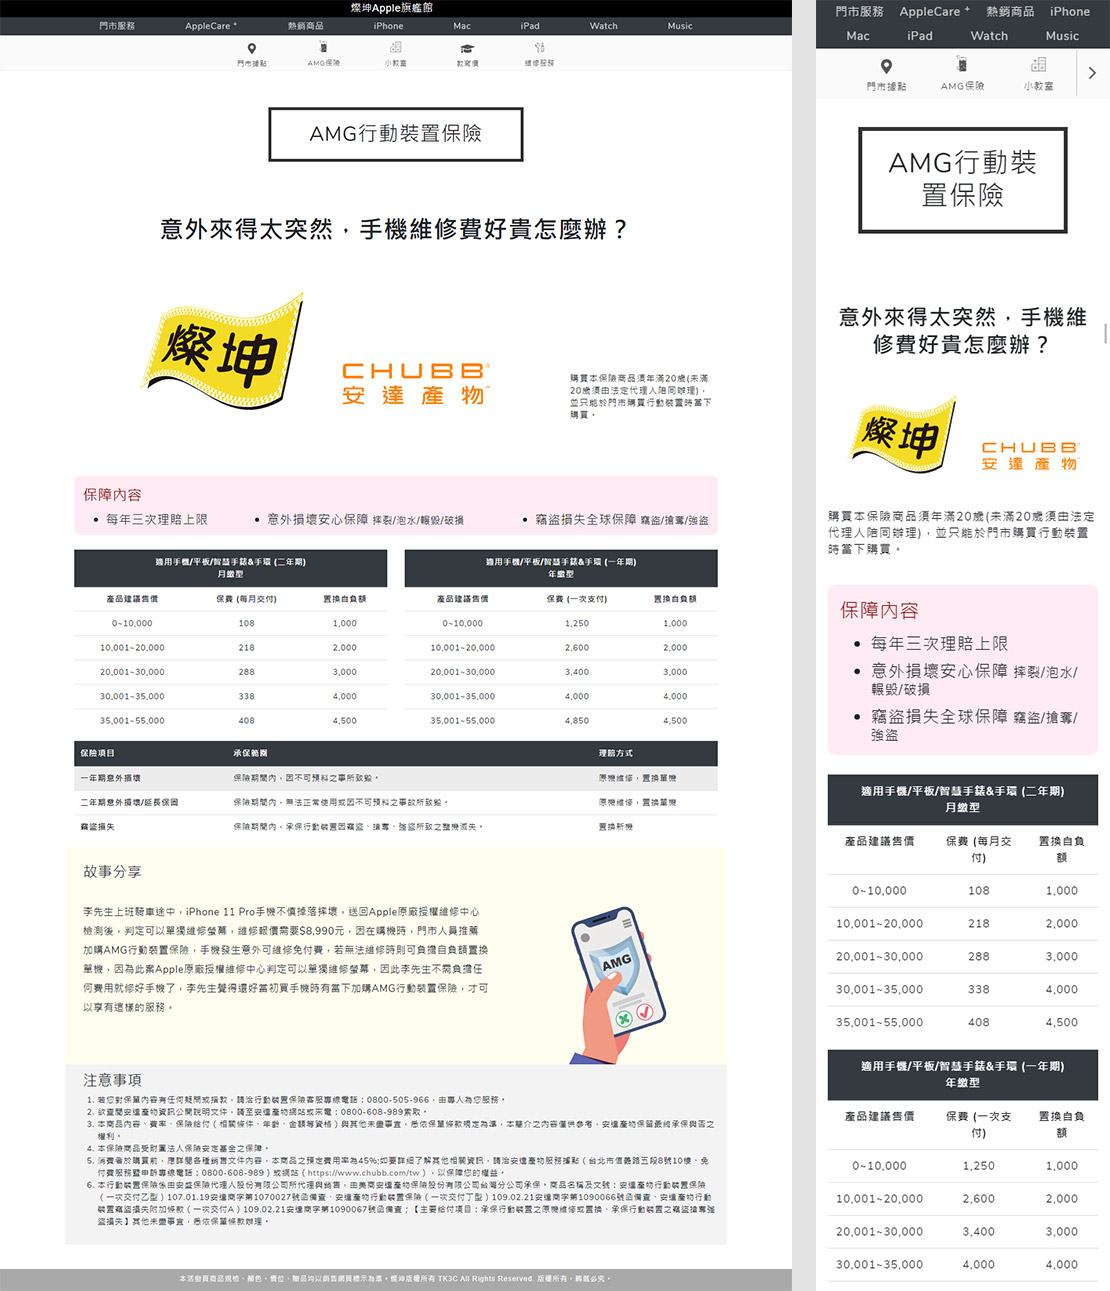 燦坤Apple旗艦館
門市服務 AppleCare + 熱銷商品 iPhone Mac iPad Watch Music
門市據點 AMG保險 小教室 教育價 維修服務
AMG行動裝置保險
意外來得太突然，手機維修費好貴怎麼辦？
燦坤
CHUBB
安達產物
購買本保險商品須年滿20歲(未滿
20歲須由法定代理人陪同辦理)，
並只能於門市購買行動裝置時當下
購買。
保障內容
• 每年三次理賠上限 • 意外損壞安心保障 摔裂/泡水/輾毀/破損 • 竊盜損失全球保障 竊盜/搶奪/強盜
適用手機/平板/智慧手錶&手環 (二年期)
月繳型
產品建議售價 保費 (每月交付) 置換自負額
0~10,000 108 1,000
10,001~20,000 218 2,000
20,001~30,000 288 3,000
30,001~35,000 338 4,000
35,001~55,000 408 4,500
適用手機/平板/智慧手錶&手環 (一年期)
年繳型
產品建議售價 保費 (一次支付) 置換自負額
0~10,000 1,250 1,000
10,001~20,000 2,600 2,000
20,001~30,000 3,400 3,000
30,001~35,000 4,000 4,000
35,001~55,000 4,850 4,500
保險項目 承保範圍 理賠方式
一年期意外損壞 保險期間內，因不可預料之事所致毀。 原機維修，置換單機
二年期意外損壞/延長保固 保險期間內，無法正常使用或因不可預料之事故所致毀。 原機維修，置換單機
竊盜損失 保險期間內，承保行動裝置因竊盜、搶奪、強盜所致之整機滅失。 置換新機
故事分享
李先生上班騎車途中，iPhone 11 Pro手機不慎掉落摔壞，送回Apple原廠授權維修中心
檢測後，判定可以單獨維修螢幕，維修報價需要$8,990元，因在購機時，門市人員推薦
加購AMG行動裝置保險，手機發生意外可維修免付費，若無法維修時則可負擔自負額置換
單機，因為此案Apple原廠授權維修中心判定可以單獨維修螢幕，因此李先生不需負擔任
何費用就修好手機了，李先生覺得還好當初買手機時有當下加購AMG行動裝置保險，才可
以享有這樣的服務。
AMG
注意事項
1. 若您對保單內容有任何疑問或指教，請洽行動裝置保險客服專線電話：0800-505-966，由專人為您服務。
2. 欲查閱安達產物資訊公開說明文件，請至安達產物網站或來電：0800-608-989索取。
3. 本商品內容、費率、保險給付（相關條件、年齡、金額等資格）與其他未盡事宜，悉依保單條款規定為準，本簡介之內容僅供參考，安達產物保留最終承保與否之
權利。
4. 本保險商品受財團法人保險安定基金之保障。
5. 消費者於購買前，應詳閱各種銷售文件內容，本商品之預定費用率為45%;如要詳細了解其他相關資訊，請洽安達產物服務據點（台北市信義路五段8號10樓、免
付費服務暨申訴專線電話：0800-608-989）或網站（https://www.chubb.com/tw），以保障您的權益。
6. 本行動裝置保險係由安盛保險代理人股份有限公司所代理與銷售，由美商安達產物保險股份有限公司台灣分公司承保。商品名稱及文號：安達產物行動裝置保險
（一次交付乙型）107.01.19安達商字第1070027號函備查、安達產物行動裝置保險（一次交付丁型）109.02.21安達商字第1090066號函備查、安達產物行動
裝置竊盜損失附加條款（一次交付A）109.02.21安達商字第1090067號函備查；【主要給付項目：承保行動裝置之原機維修或置換、承保行動裝置之竊盜搶奪強
盜損失】其他未盡事宜，悉依保單條款辦理。
本活動頁商品規格、顏色、價位、贈品均以銷售網頁標示為準。燦坤版權所有 TK3C All Rights Reserved. 版權所有，轉載必究。
門市服務 AppleCare + 熱銷商品 iPhone
Mac iPad Watch Music
門市據點 AMG保險 小教室
AMG行動裝
置保險
意外來得太突然，手機維
修費好貴怎麼辦？
燦坤
CHUBB
安達產物
購買本保險商品須年滿20歲(未滿20歲須由法定
代理人陪同辦理)，並只能於門市購買行動裝置
時當下購買。
保障內容
• 每年三次理賠上限
• 意外損壞安心保障 摔裂/泡水/
輾毀/破損
• 竊盜損失全球保障 竊盜/搶奪/
強盜
適用手機/平板/智慧手錶&手環 (二年期)
月繳型
產品建議售價 保費 (每月交
付) 置換自負
額
0~10,000 108 1,000
10,001~20,000 218 2,000
20,001~30,000 288 3,000
30,001~35,000 338 4,000
35,001~55,000 408 4,500
適用手機/平板/智慧手錶&手環 (一年期)
年繳型
產品建議售價 保費 (一次支
付) 置換自負
額
0~10,000 1,250 1,000
10,001~20,000 2,600 2,000
20,001~30,000 3,400 3,000
30,001~35,000 4,000 4,000